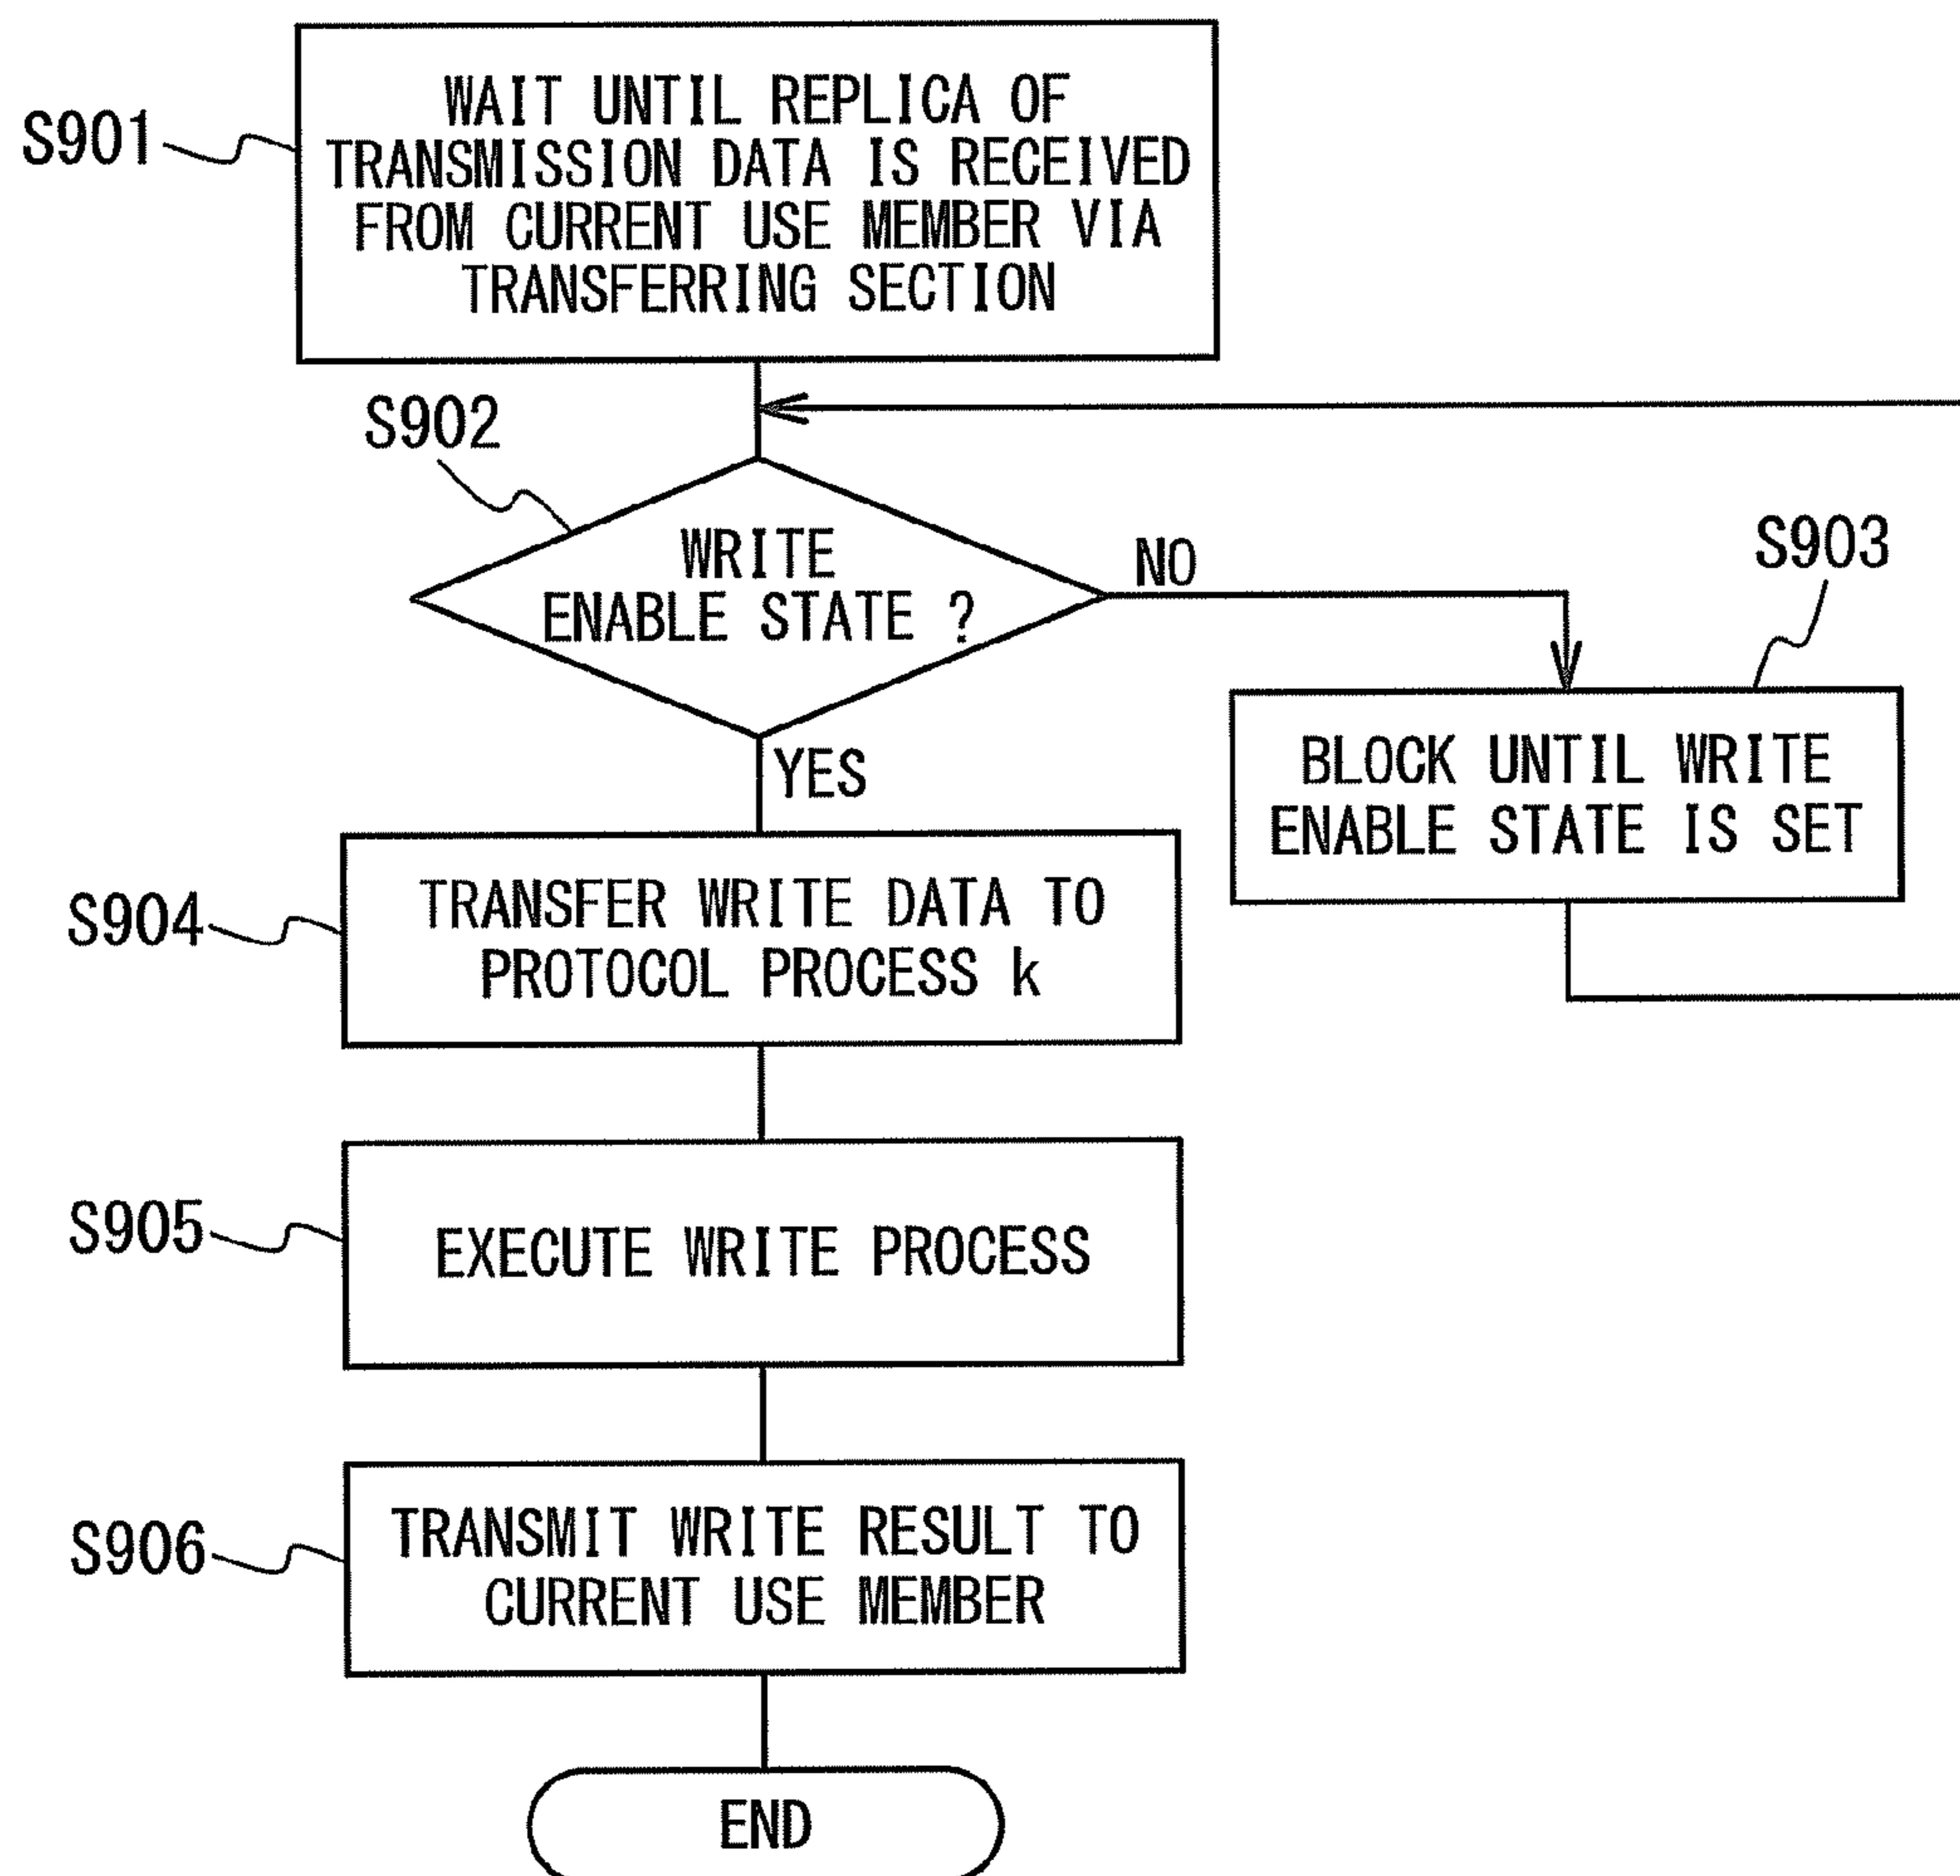 S901
WAIT UNTIL REPLICA OF
TRANSMISSION DATA IS RECEIVED
FROM CURRENT USE MEMBER VIA
TRANSFERRING SECTION
S902
WRITE
ENABLE STATE ?
NO
YES
S903
BLOCK UNTIL WRITE
ENABLE STATE IS SET
S904
TRANSFER WRITE DATA TO
PROTOCOL PROCESS k
S905
EXECUTE WRITE PROCESS
S906
TRANSMIT WRITE RESULT TO
CURRENT USE MEMBER
END